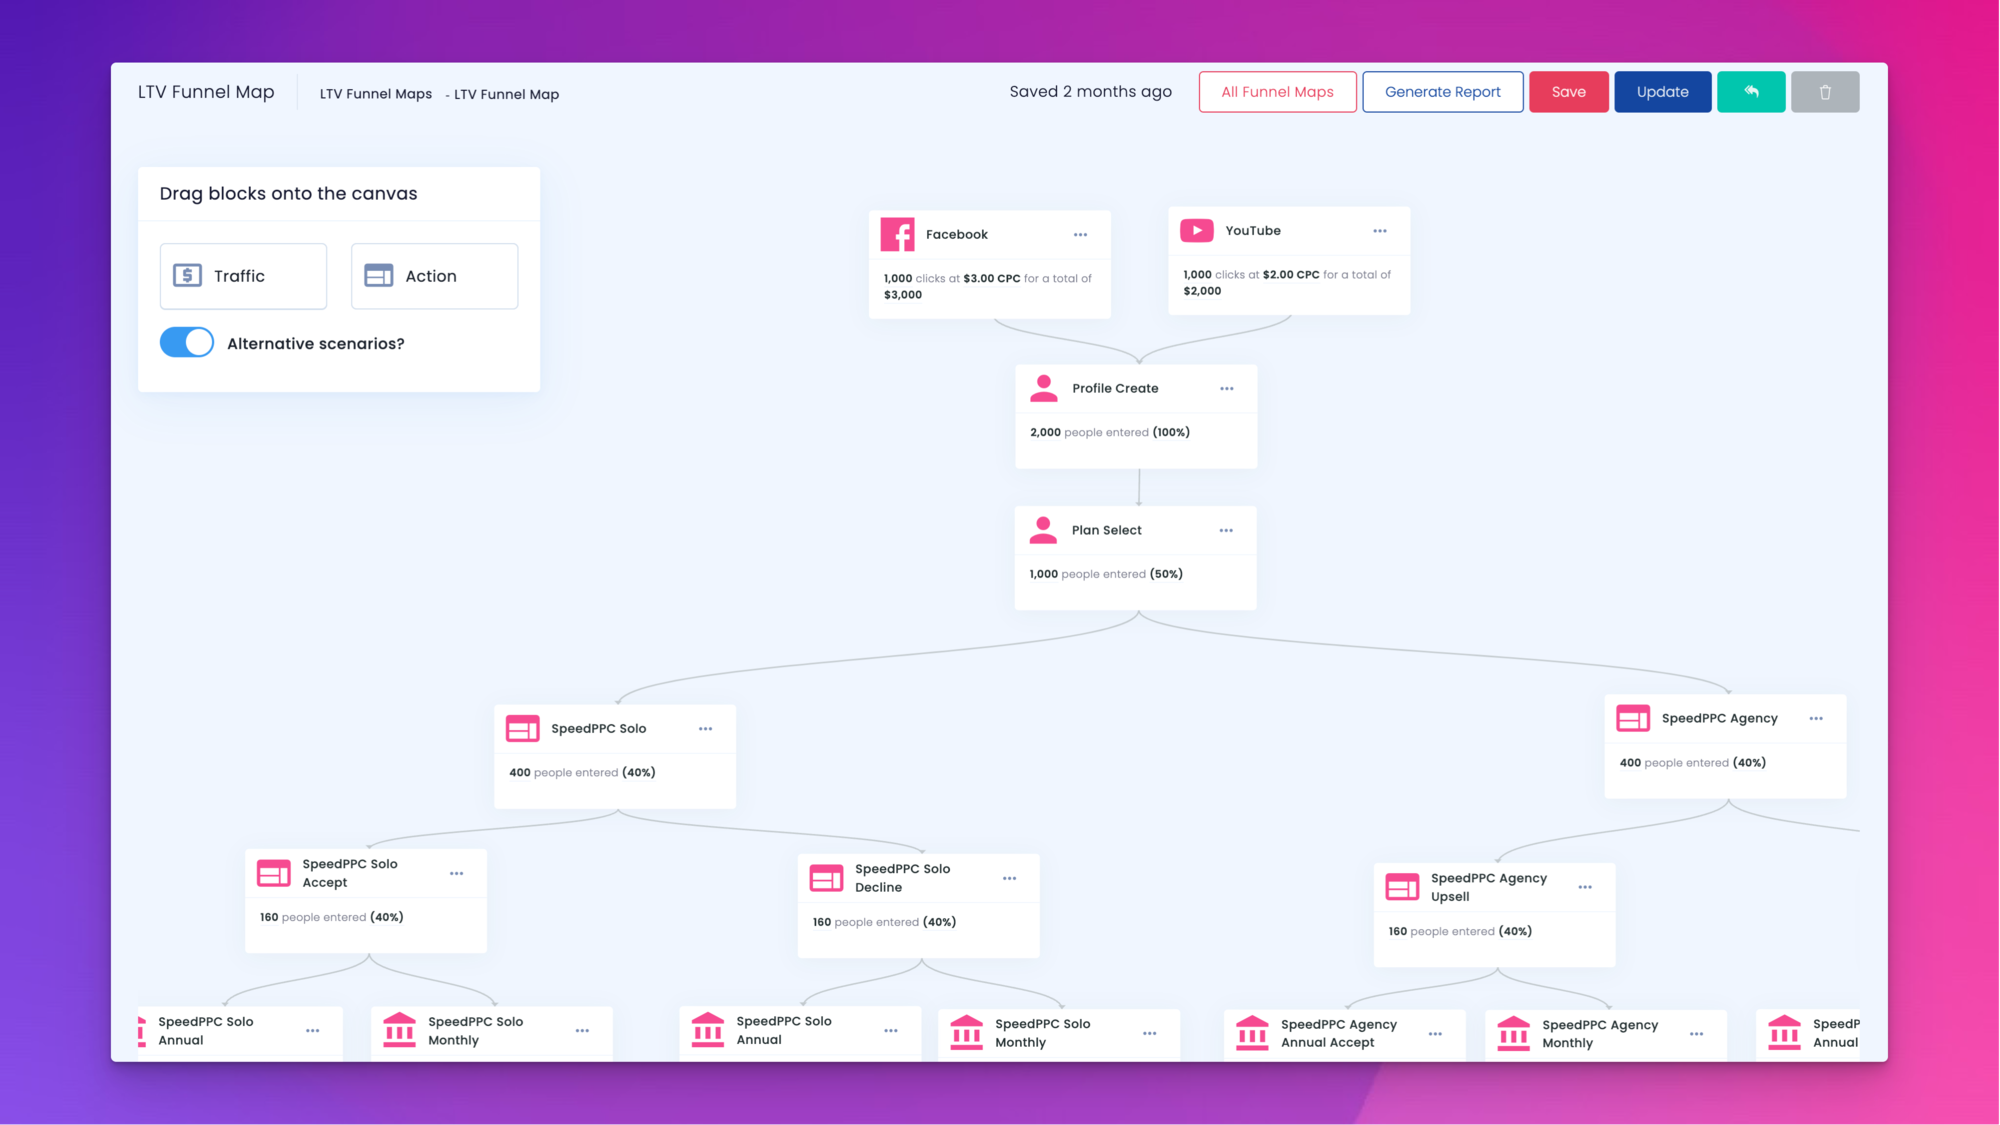 LTV Funnel Map
LTV Funnel Maps - LTV Funnel Map
Saved 2 months ago
All Funnel Maps
Generate Report
Save
Update
Drag blocks onto the canvas
Traffic
Action
Alternative scenarios?
Facebook
1,000 clicks at $3.00 CPC for a total of
$3,000
YouTube
1,000 clicks at $2.00 CPC for a total of
$2,000
Profile Create
2,000 people entered (100%)
Plan Select
1,000 people entered (50%)
SpeedPPC Solo
400 people entered (40%)
SpeedPPC Agency
400 people entered (40%)
SpeedPPC Solo
Accept
160 people entered (40%)
SpeedPPC Solo
Decline
160 people entered (40%)
SpeedPPC Agency
Upsell
160 people entered (40%)
SpeedPPC Solo
Annual
SpeedPPC Solo
Monthly
SpeedPPC Solo
Annual
SpeedPPC Solo
Monthly
SpeedPPC Agency
Annual Accept
SpeedPPC Agency
Monthly
SpeedP
Annual